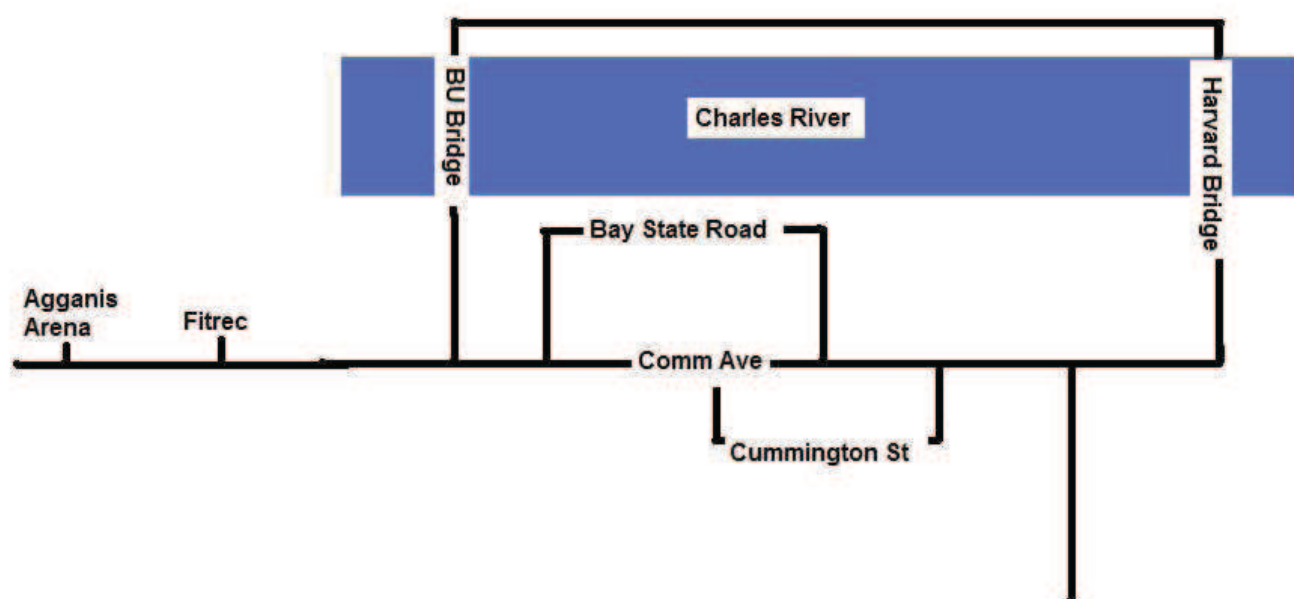 BU Bridge
Charles River
Harvard Bridge
Bay State Road
Agganis
Arena
Fitrec
Comm Ave
Cummington St